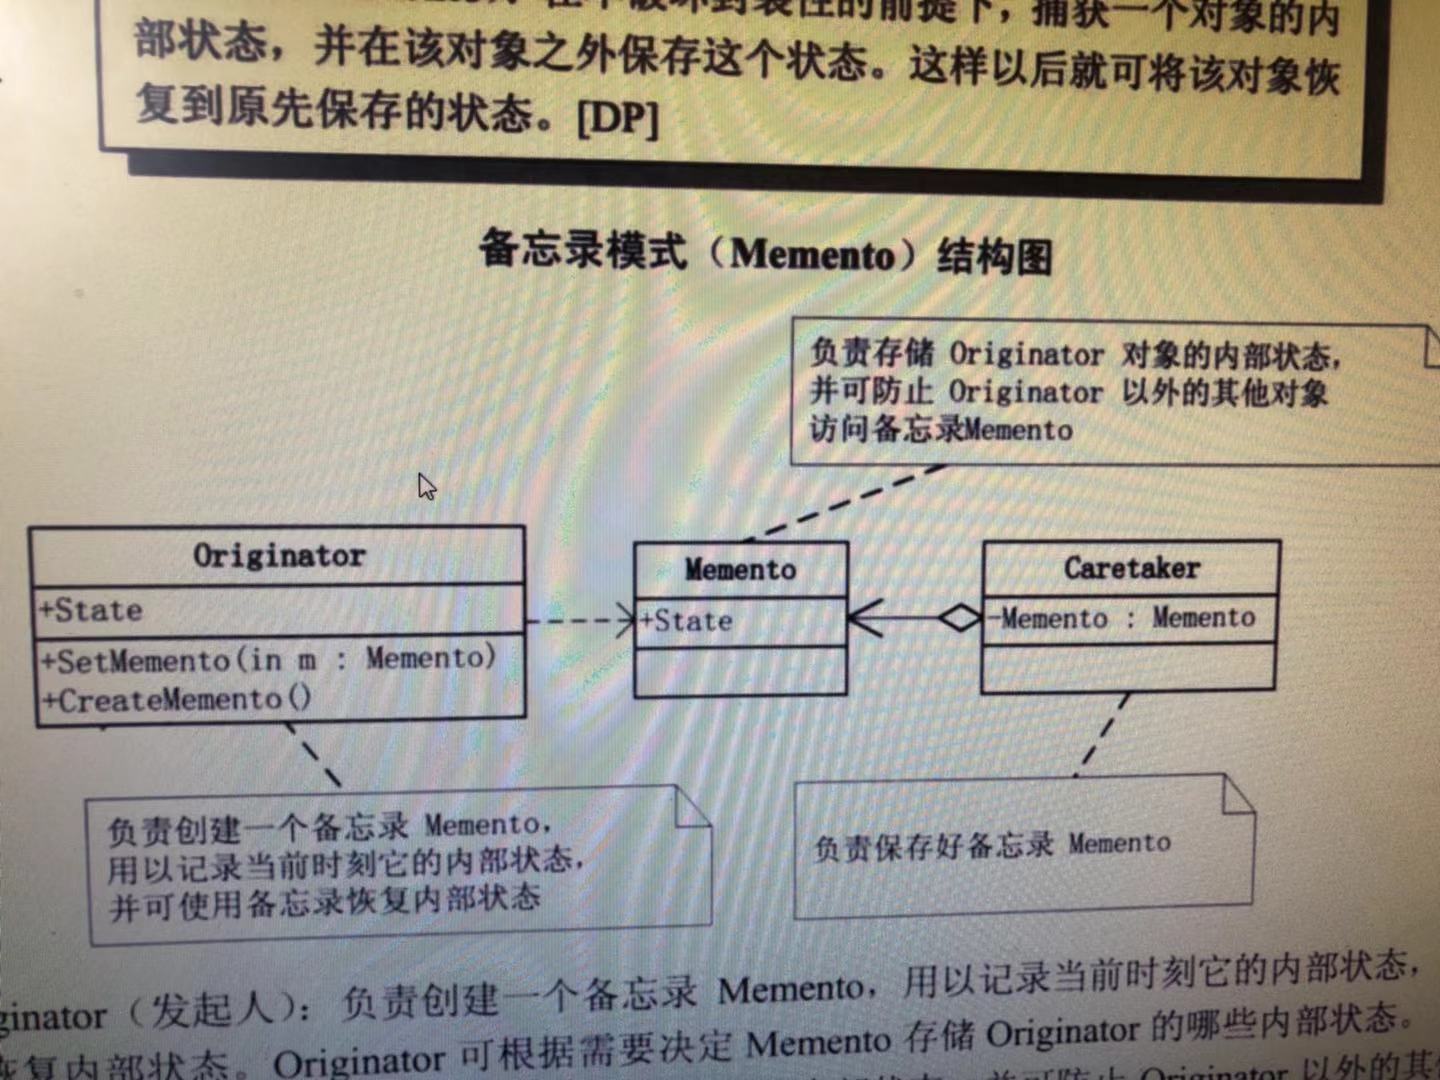 在不破坏封装性的前提下，捕获一个对象的内
部状态，并在该对象之外保存这个状态。这样以后就可将该对象恢
复到原先保存的状态。[DP]
备忘录模式（Memento）结构图
负责存储 Originator 对象的内部状态，
并可防止 Originator 以外的其他对象
访问备忘录Memento
Originator
+State
+SetMemento(in m : Memento)
+CreateMemento()
Memento
+State
Caretaker
-Memento : Memento
负责创建一个备忘录 Memento，
用以记录当前时刻它的内部状态，
并可使用备忘录恢复内部状态
负责保存好备忘录 Memento
ginator（发起人）：负责创建一个备忘录 Memento，用以记录当前时刻它的内部状态，
恢复内部状态。Originator 可根据需要决定 Memento 存储 Originator 的哪些内部状态。
并可防止 Originator 以外的其